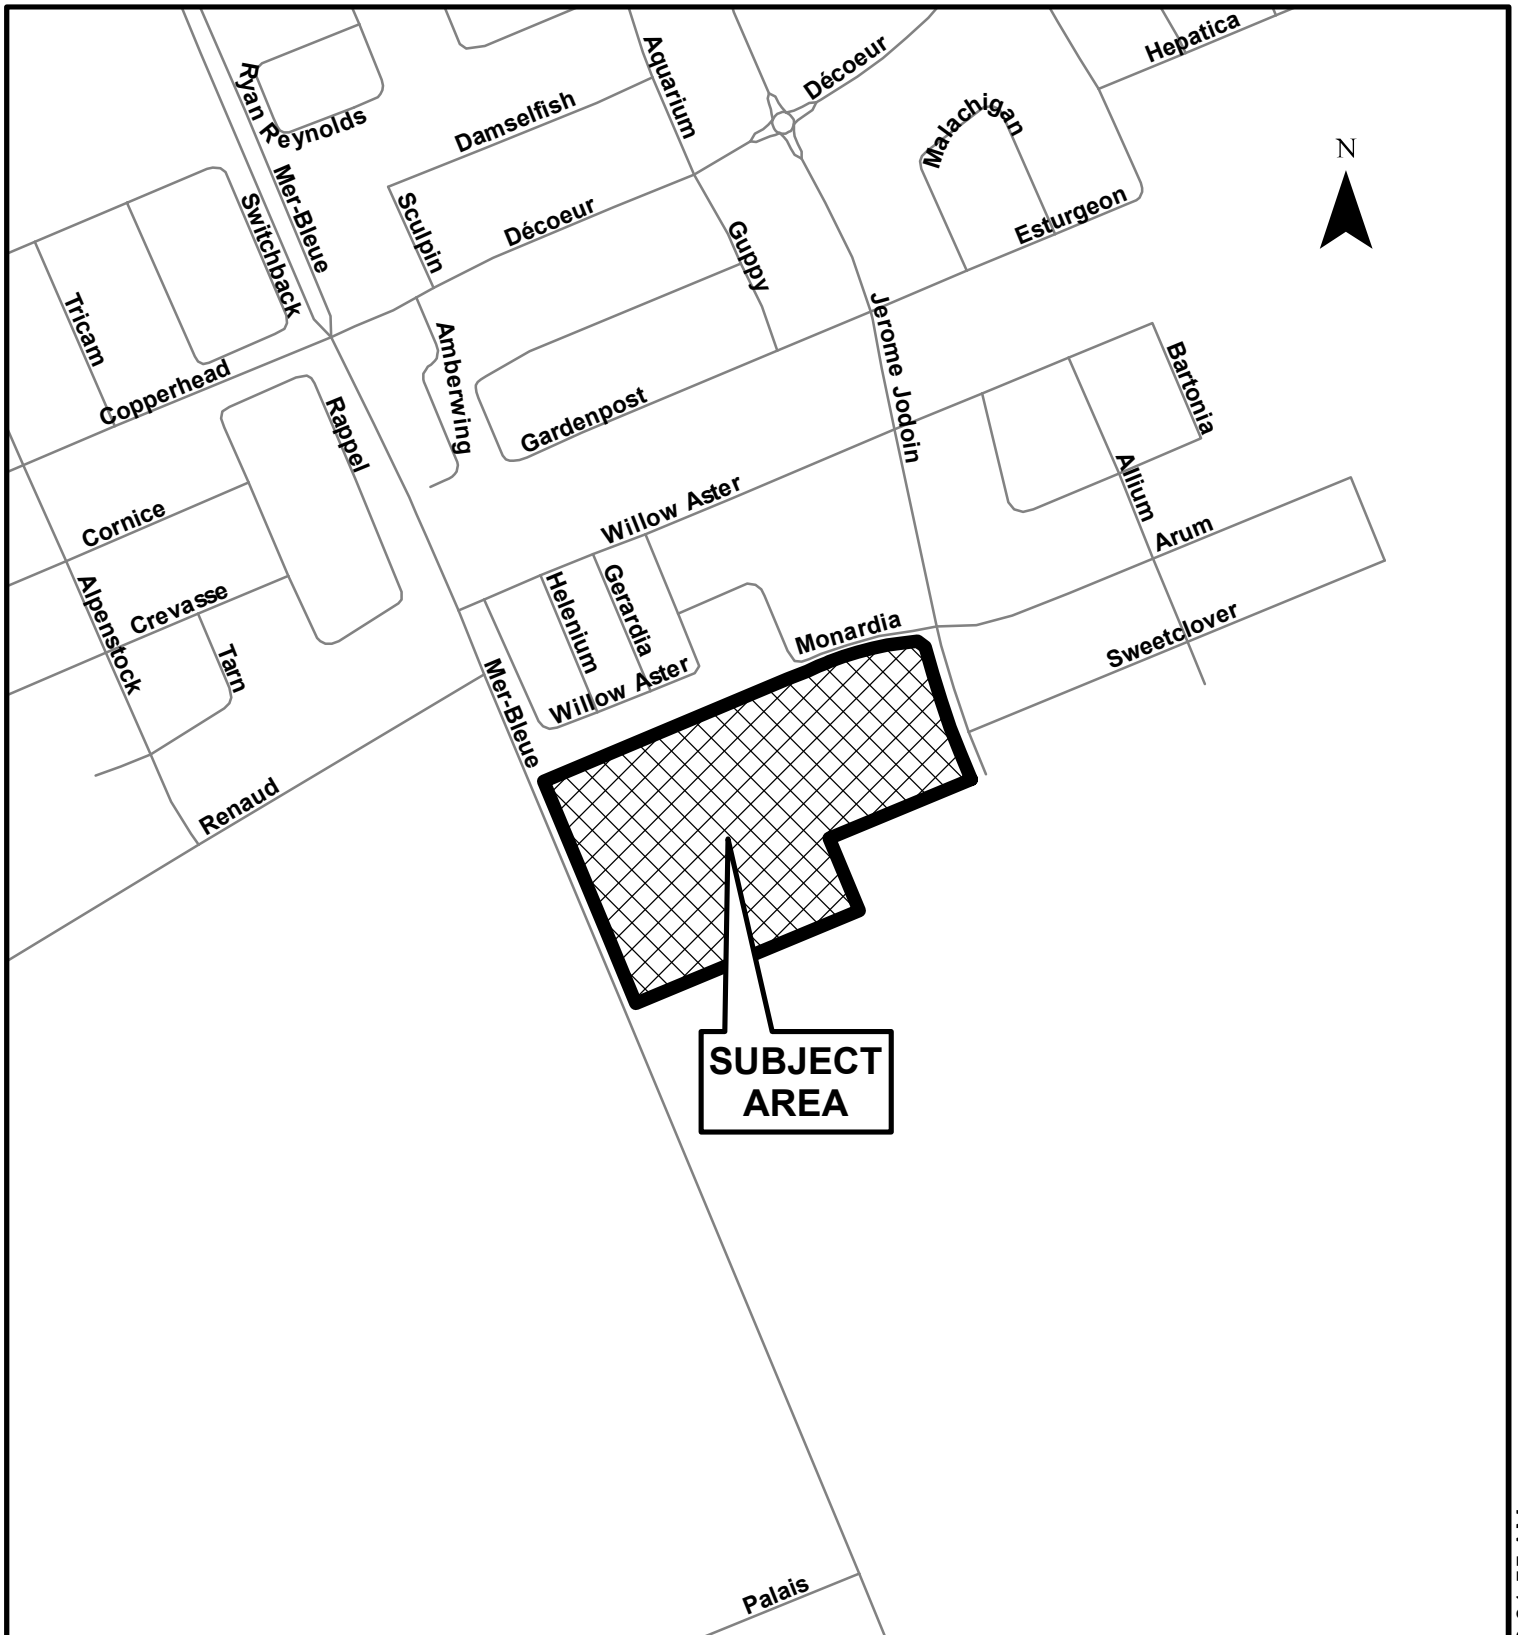 Hepatica
Décoeur
Aquarium
Ryan Reynolds
Damselfish
Malachigan
N
Mer-Bleue
Switchback
Sculpin
Décoeur
Guppy
Esturgeon
Tricam
Jerome Jodoin
Amberwing
Bartonia
Copperhead
Gardenpost
Rappel
Allium
Willow Aster
Cornice
Arum
Helenium
Gerardia
Alpenstock
Crevasse
Monardia
Sweetclover
Tarn
Willow Aster
Mer-Bleue
Renaud
SUBJECT
AREA
Palais